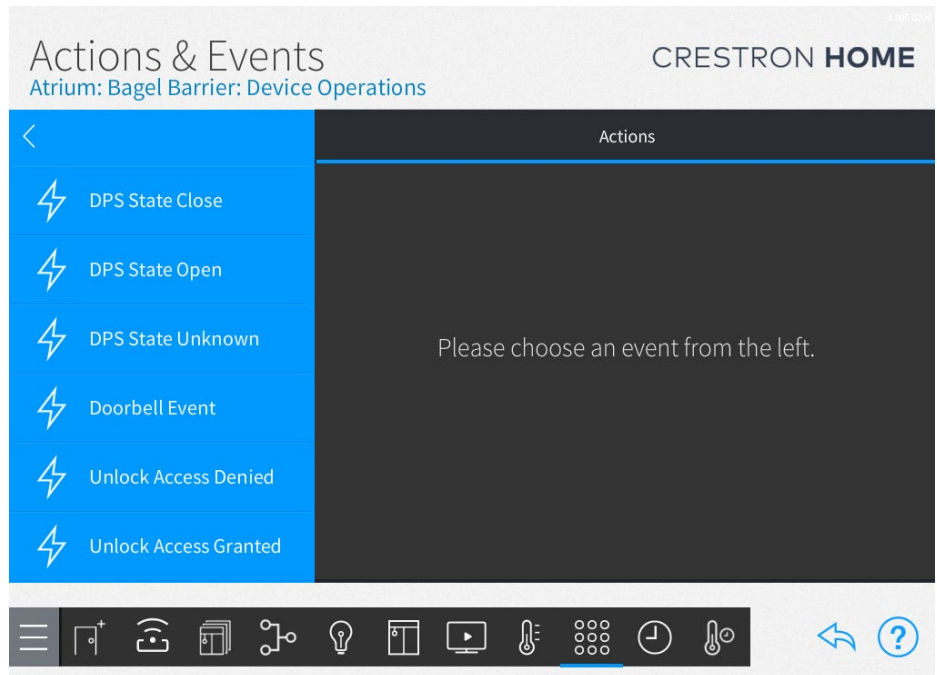 Actions & Events
CRESTRON HOME
Atrium: Bagel Barrier: Device Operations
Actions
DPS State Close
DPS State Open
DPS State Unknown
Please choose an event from the left.
Doorbell Event
Unlock Access Denied
Unlock Access Granted
?